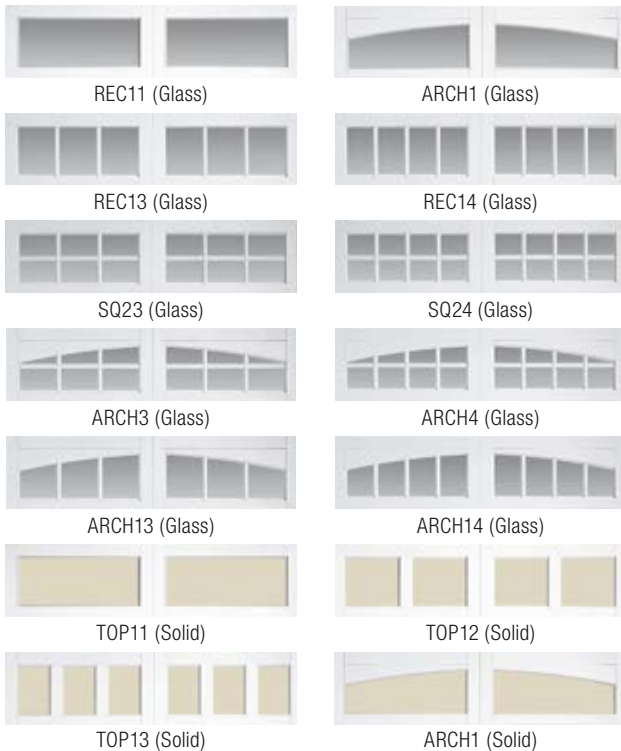 REC11 (Glass)
ARCH1 (Glass)
REC13 (Glass)
REC14 (Glass)
SQ23 (Glass)
SQ24 (Glass)
ARCH3 (Glass)
ARCH4 (Glass)
ARCH13 (Glass)
ARCH14 (Glass)
TOP11 (Solid)
TOP12 (Solid)
TOP13 (Solid)
ARCH1 (Solid)